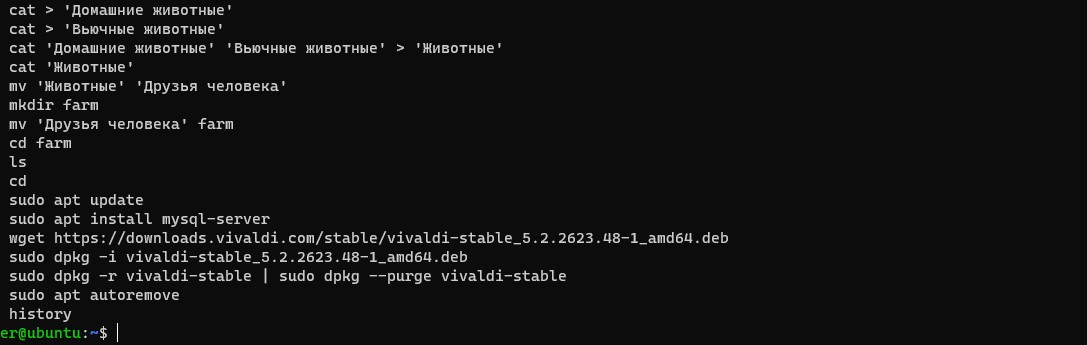 cat > 'Домашние животные'
cat > 'Вьючные животные'
cat 'Домашние животные' 'Вьючные животные' > 'Животные'
cat 'Животные'
mv 'Животные' 'Друзья человека'
mkdir farm
mv 'Друзья человека' farm
cd farm
ls
cd
sudo apt update
sudo apt install mysql-server
wget https://downloads.vivaldi.com/stable/vivaldi-stable_5.2.2623.48-1_amd64.deb
sudo dpkg -i vivaldi-stable_5.2.2623.48-1_amd64.deb
sudo dpkg -r vivaldi-stable | sudo dpkg --purge vivaldi-stable
sudo apt autoremove
history
er@ubuntu:~$